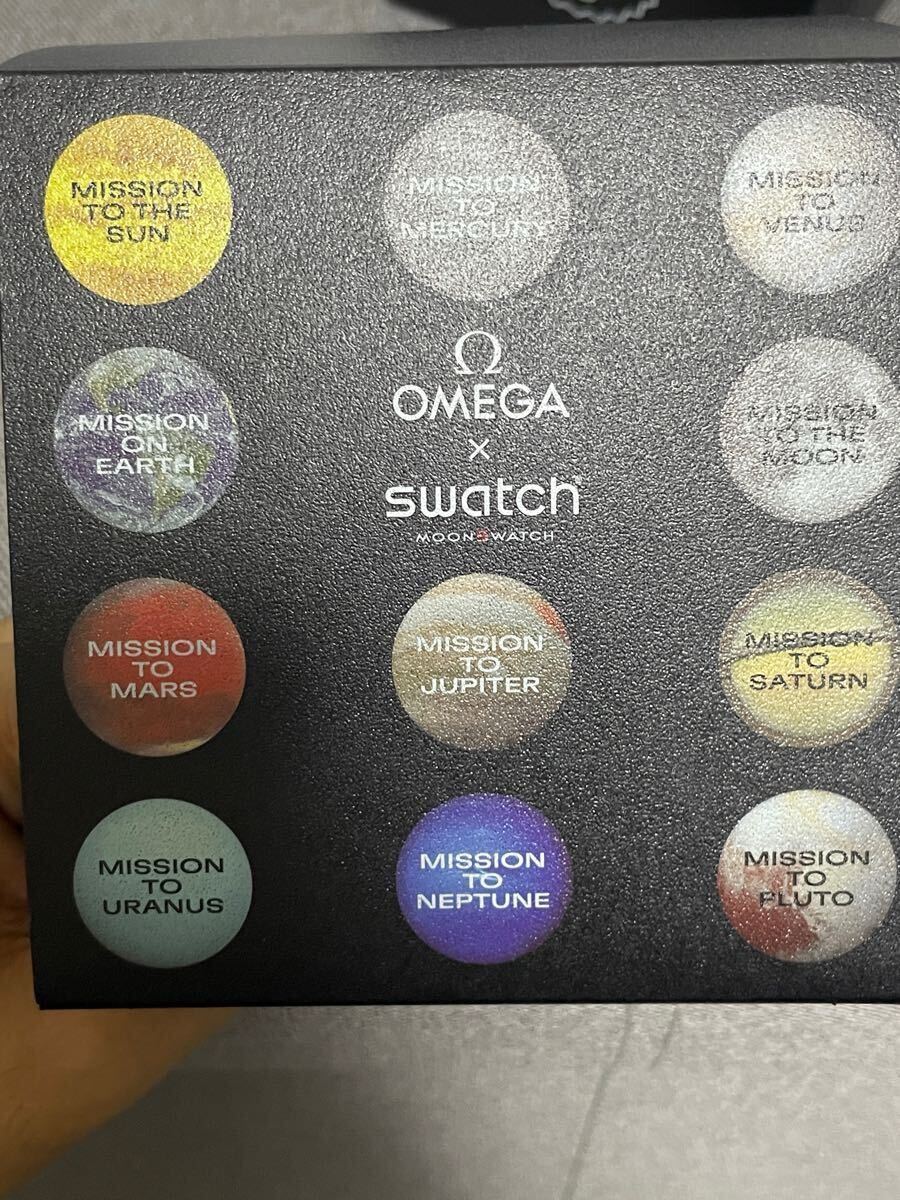 MISSION
TO THE
SUN
MISSION
TO
MERCURY
MISSION
TO
VENUS
MISSION
ON
EARTH
Ω
OMEGA
×
swatch
MOONSWATCH
MISSION
TO THE
MOON
MISSION
TO
MARS
MISSION
TO
JUPITER
MISSION
TO
SATURN
MISSION
TO
URANUS
MISSION
TO
NEPTUNE
MISSION
TO
PLUTO